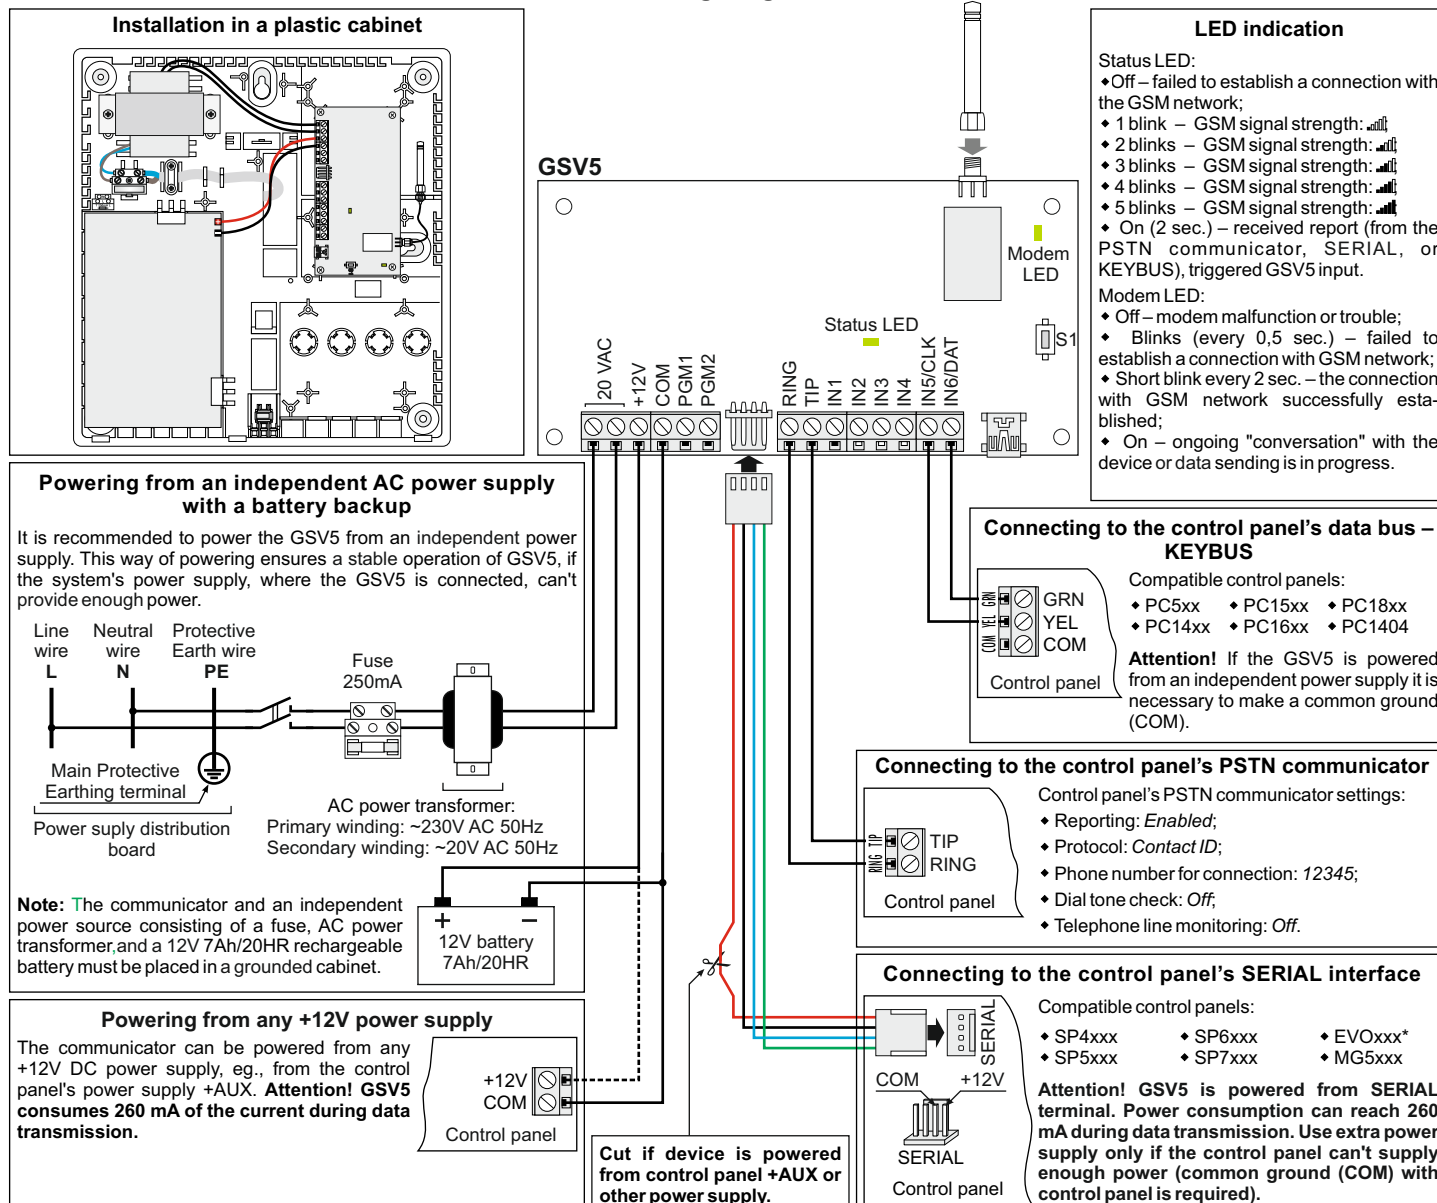 Installation in a plastic cabinet
GSV5
Modem
LED
Status LED
S1
20 VAC
+12V
COM
PGM1
PGM2
RING
TIP
IN1
IN2
IN3
IN4
IN5/CLK
IN6/DAT
LED indication
Status LED:
◆Off – failed to establish a connection with
the GSM network;
◆ 1 blink – GSM signal strength: ;
◆ 2 blinks – GSM signal strength: ;
◆ 3 blinks – GSM signal strength: ;
◆ 4 blinks – GSM signal strength: ;
◆ 5 blinks – GSM signal strength:
◆ On (2 sec.) – received report (from the
PSTN communicator, SERIAL, or
KEYBUS), triggered GSV5 input.
Modem LED:
◆ Off – modem malfunction or trouble;
◆ Blinks (every 0,5 sec.) – failed to
establish a connection with GSM network;
◆ Short blink every 2 sec. – the connection
with GSM network successfully esta-
blished;
◆ On – ongoing "conversation" with the
device or data sending is in progress.
Powering from an independent AC power supply
with a battery backup
It is recommended to power the GSV5 from an independent power
supply. This way of powering ensures a stable operation of GSV5, if
the system's power supply, where the GSV5 is connected, can't
provide enough power.
Line
wire
L
Neutral
wire
N
Protective
Earth wire
PE
Fuse
250mA
Main Protective
Earthing terminal
Power suply distribution
board
AC power transformer:
Primary winding: ~230V AC 50Hz
Secondary winding: ~20V AC 50Hz
Note: The communicator and an independent
power source consisting of a fuse, AC power
transformer,and a 12V 7Ah/20HR rechargeable
battery must be placed in a grounded cabinet.
+ –
12V battery
7Ah/20HR
Powering from any +12V power supply
The communicator can be powered from any
+12V DC power supply, eg., from the control
panel's power supply +AUX. Attention! GSV5
consumes 260 mA of the current during data
transmission.
+12V
COM
Control panel
Cut if device is powered
from control panel +AUX or
other power supply.
Connecting to the control panel's data bus –
KEYBUS
GRN
YEL
COM
GRN
YEL
COM
Control panel
Compatible control panels:
◆ PC5xx ◆ PC15xx ◆ PC18xx
◆ PC14xx ◆ PC16xx ◆ PC1404
Attention! If the GSV5 is powered
from an independent power supply it is
necessary to make a common ground
(COM).
Connecting to the control panel's PSTN communicator
TIP
RING
TIP
RING
Control panel
Control panel's PSTN communicator settings:
◆ Reporting: Enabled;
◆ Protocol: Contact ID;
◆ Phone number for connection: 12345;
◆ Dial tone check: Off;
◆ Telephone line monitoring: Off.
Connecting to the control panel's SERIAL interface
SERIAL
COM +12V
SERIAL
Control panel
Compatible control panels:
◆ SP4xxx ◆ SP6xxx ◆ EVOxxx*
◆ SP5xxx ◆ SP7xxx ◆ MG5xxx
Attention! GSV5 is powered from SERIAL
terminal. Power consumption can reach 260
mA during data transmission. Use extra power
supply only if the control panel can't supply
enough power (common ground (COM) with
control panel is required).